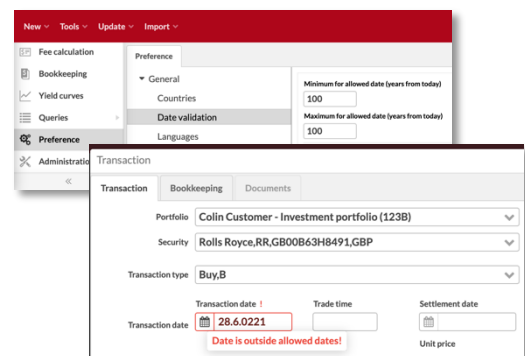 New Tools Update Import
Fee calculation
Bookkeeping
Yield curves
Queries
Preference
Administratio
«
Preference
General
Countries
Date validation
Languages
Minimum for allowed date (years from today)
100
Maximum for allowed date (years from today)
100
Transaction
Transaction Bookkeeping Documents
Portfolio Colin Customer - Investment portfolio (123B)
Security Rolls Royce,RR,GB00B63H8491,GBP
Transaction type Buy,B
Transaction date ! Trade time Settlement date
Transaction date 28.6.0221
Date is outside allowed dates!
Unit price